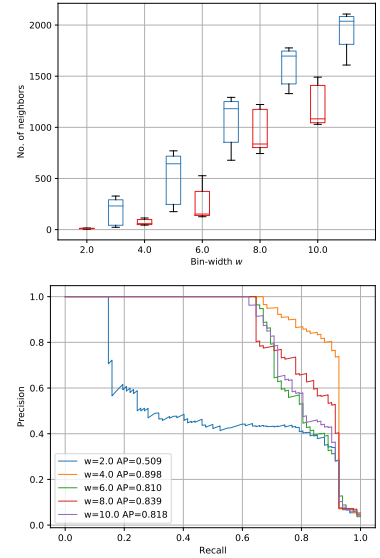 2000
1500
1000
500
0
No. of neighbors
2.0 4.0 6.0 8.0 10.0
Bin-width w
1.0
0.8
0.6
0.4
0.2
0.0
Precision
w=2.0 AP=0.509
w=4.0 AP=0.898
w=6.0 AP=0.810
w=8.0 AP=0.839
w=10.0 AP=0.818
0.0 0.2 0.4 0.6 0.8 1.0
Recall